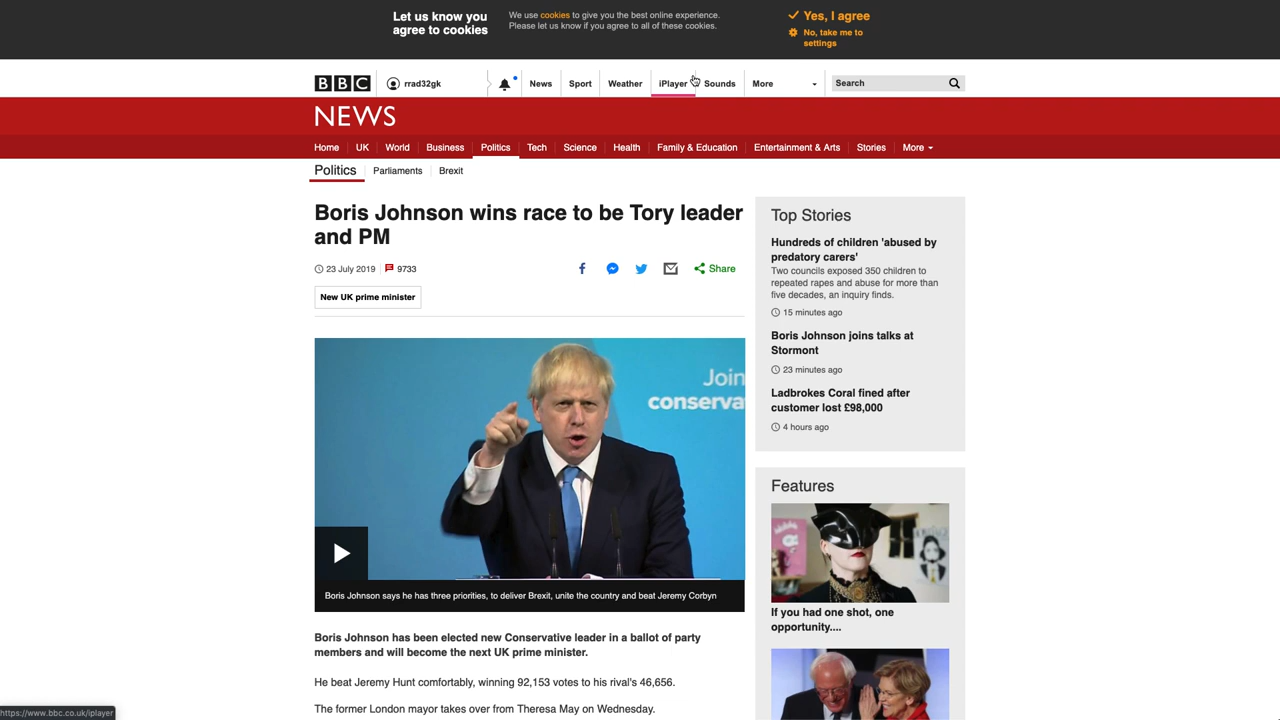 Let us know you
agree to cookies
We use cookies to give you the best online experience.
Please let us know if you agree to all of these cookies.
Yes, I agree
No, take me to
settings
BBC
rrad32gk
News
Sport
Weather
iPlayer
Sounds
More
Search
NEWS
Home
UK
World
Business
Politics
Tech
Science
Health
Family & Education
Entertainment & Arts
Stories
More
Politics
Parliaments
Brexit
Boris Johnson wins race to be Tory leader
and PM
23 July 2019
9733
Share
New UK prime minister
Join
conserva
Boris Johnson says he has three priorities, to deliver Brexit, unite the country and beat Jeremy Corbyn
Boris Johnson has been elected new Conservative leader in a ballot of party
members and will become the next UK prime minister.
He beat Jeremy Hunt comfortably, winning 92,153 votes to his rival's 46,656.
The former London mayor takes over from Theresa May on Wednesday.
Top Stories
Hundreds of children 'abused by
predatory carers'
Two councils exposed 350 children to
repeated rapes and abuse for more than
five decades, an inquiry finds.
15 minutes ago
Boris Johnson joins talks at
Stormont
23 minutes ago
Ladbrokes Coral fined after
customer lost £98,000
4 hours ago
Features
If you had one shot, one
opportunity....
https://www.bbc.co.uk/iplayer